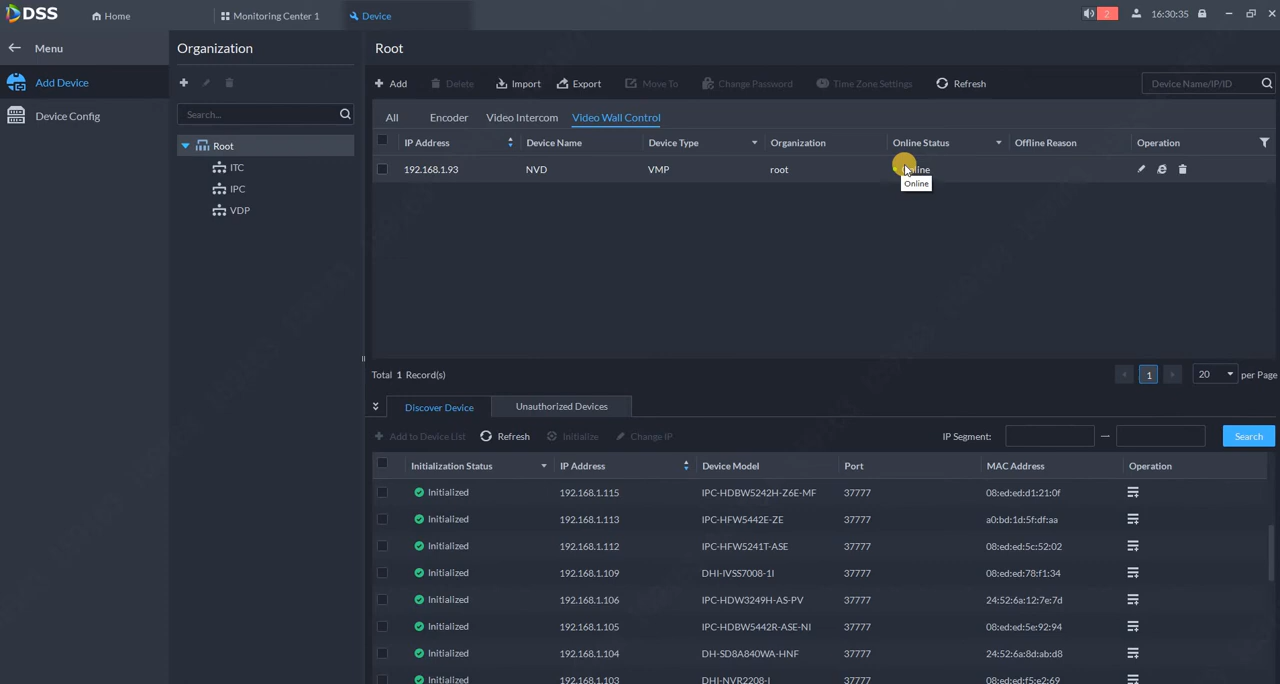 DSS Home Monitoring Center 1 Device 2 16:30:35
Menu
Add Device
Device Config
Organization
Search...
Root
ITC
IPC
VDP
Root
Add Delete Import Export Move To Change Password Time Zone Settings Refresh Device Name/IP/ID
All Encoder Video Intercom Video Wall Control
IP Address Device Name Device Type Organization Online Status Offline Reason Operation
192.168.1.93 NVD VMP root Online
Online
Total 1 Record(s) 1 20 per Page
Discover Device Unauthorized Devices
Add to Device List Refresh Initialize Change IP IP Segment: — Search
Initialization Status IP Address Device Model Port MAC Address Operation
Initialized 192.168.1.115 IPC-HDBW5242H-Z6E-MF 37777 08:ed:ed:d1:21:0f
Initialized 192.168.1.113 IPC-HFW5442E-ZE 37777 a0:bd:1d:5f:df:aa
Initialized 192.168.1.112 IPC-HFW5241T-ASE 37777 08:ed:ed:5c:52:02
Initialized 192.168.1.109 DHI-IVSS7008-1I 37777 08:ed:ed:78:f1:34
Initialized 192.168.1.106 IPC-HDW3249H-AS-PV 37777 24:52:6a:12:7e:7d
Initialized 192.168.1.105 IPC-HDBW5442R-ASE-NI 37777 08:ed:ed:5e:92:94
Initialized 192.168.1.104 DH-SD8A840WA-HNF 37777 24:52:6a:8d:ab:d8
Initialized 192.168.1.103 DHI-NVR2208-I 37777 08:ed:ed:f5:e2:69